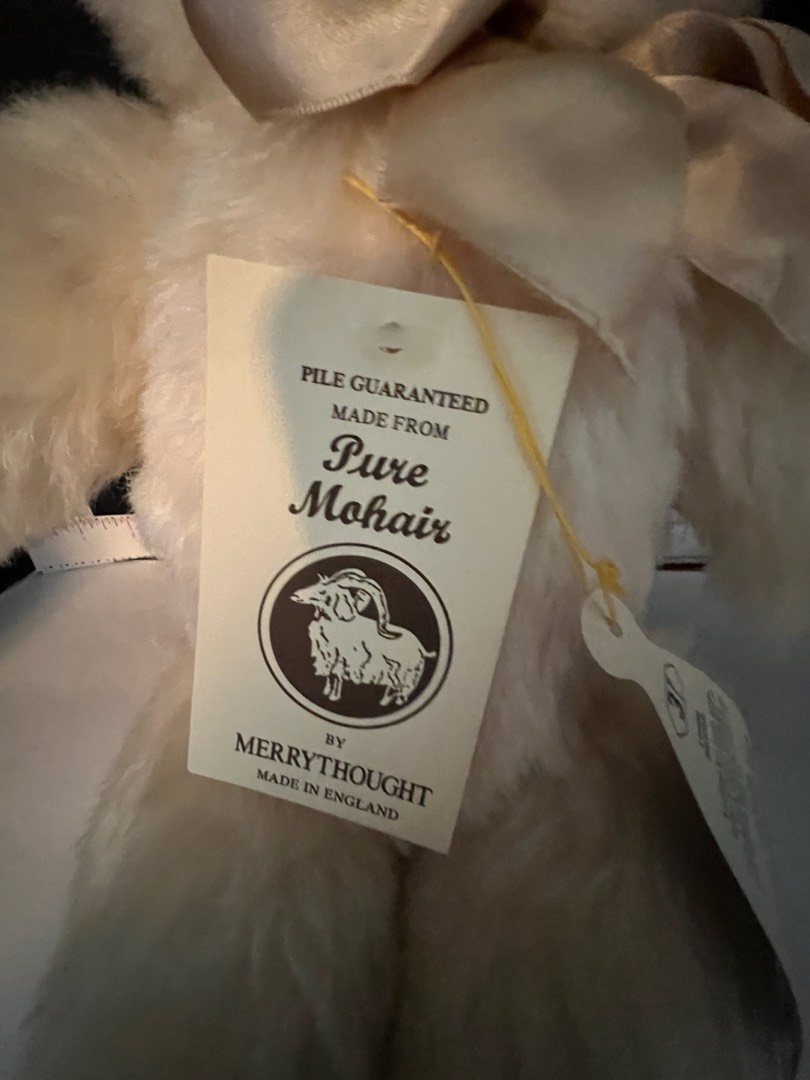 PILE GUARANTEED
MADE FROM
Pure
Mohair
BY
MERRYTHOUGHT
MADE IN ENGLAND